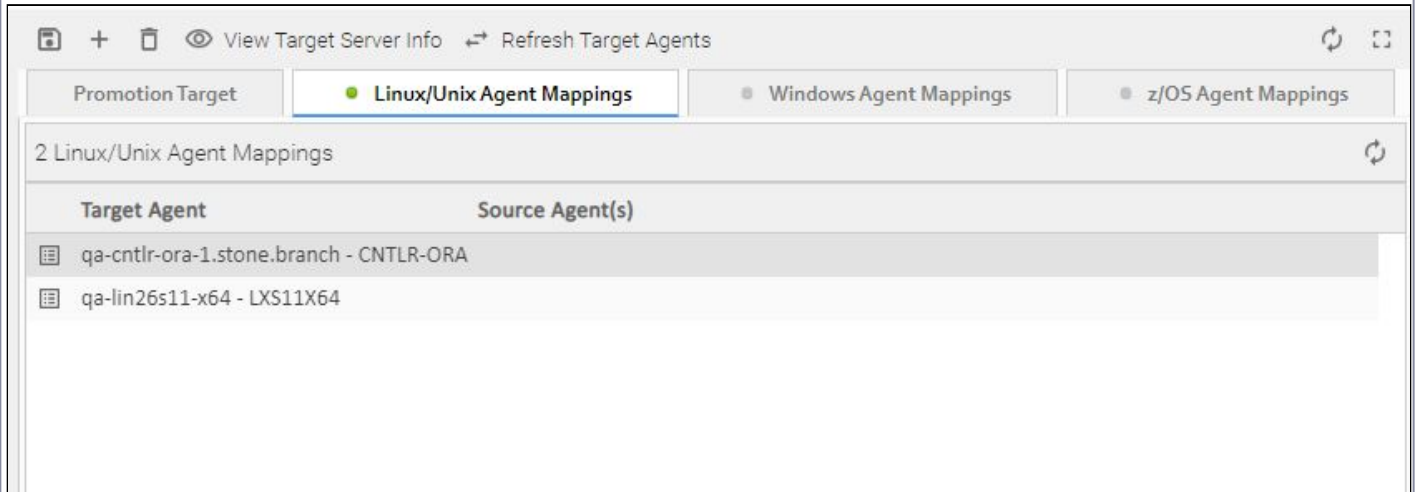 View Target Server Info Refresh Target Agents
Promotion Target Linux/Unix Agent Mappings Windows Agent Mappings z/OS Agent Mappings
2 Linux/Unix Agent Mappings
Target Agent Source Agent(s)
qa-cntlr-ora-1.stone.branch - CNTLR-ORA
qa-lin26s11-x64 - LXS11X64